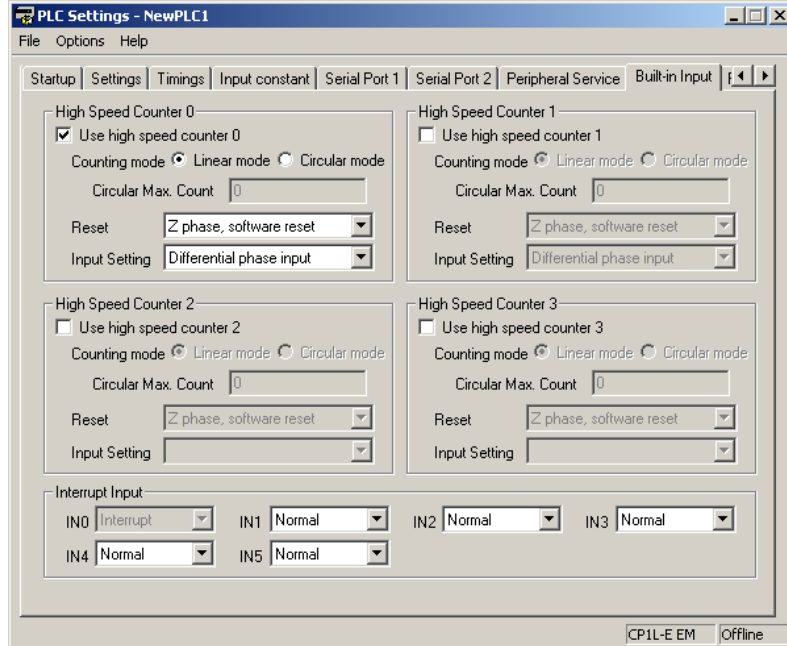 PLC Settings - NewPLC1
File Options Help
Startup Settings Timings Input constant Serial Port 1 Serial Port 2 Peripheral Service Built-in Input
High Speed Counter 0
Use high speed counter 0
Counting mode Linear mode Circular mode
Circular Max. Count 0
Reset Z phase, software reset
Input Setting Differential phase input
High Speed Counter 1
Use high speed counter 1
Counting mode Linear mode Circular mode
Circular Max. Count 0
Reset Z phase, software reset
Input Setting Differential phase input
High Speed Counter 2
Use high speed counter 2
Counting mode Linear mode Circular mode
Circular Max. Count 0
Reset Z phase, software reset
Input Setting
High Speed Counter 3
Use high speed counter 3
Counting mode Linear mode Circular mode
Circular Max. Count 0
Reset Z phase, software reset
Input Setting
Interrupt Input
IN0 Interrupt IN1 Normal IN2 Normal IN3 Normal
IN4 Normal IN5 Normal
CP1L-E EM Offline